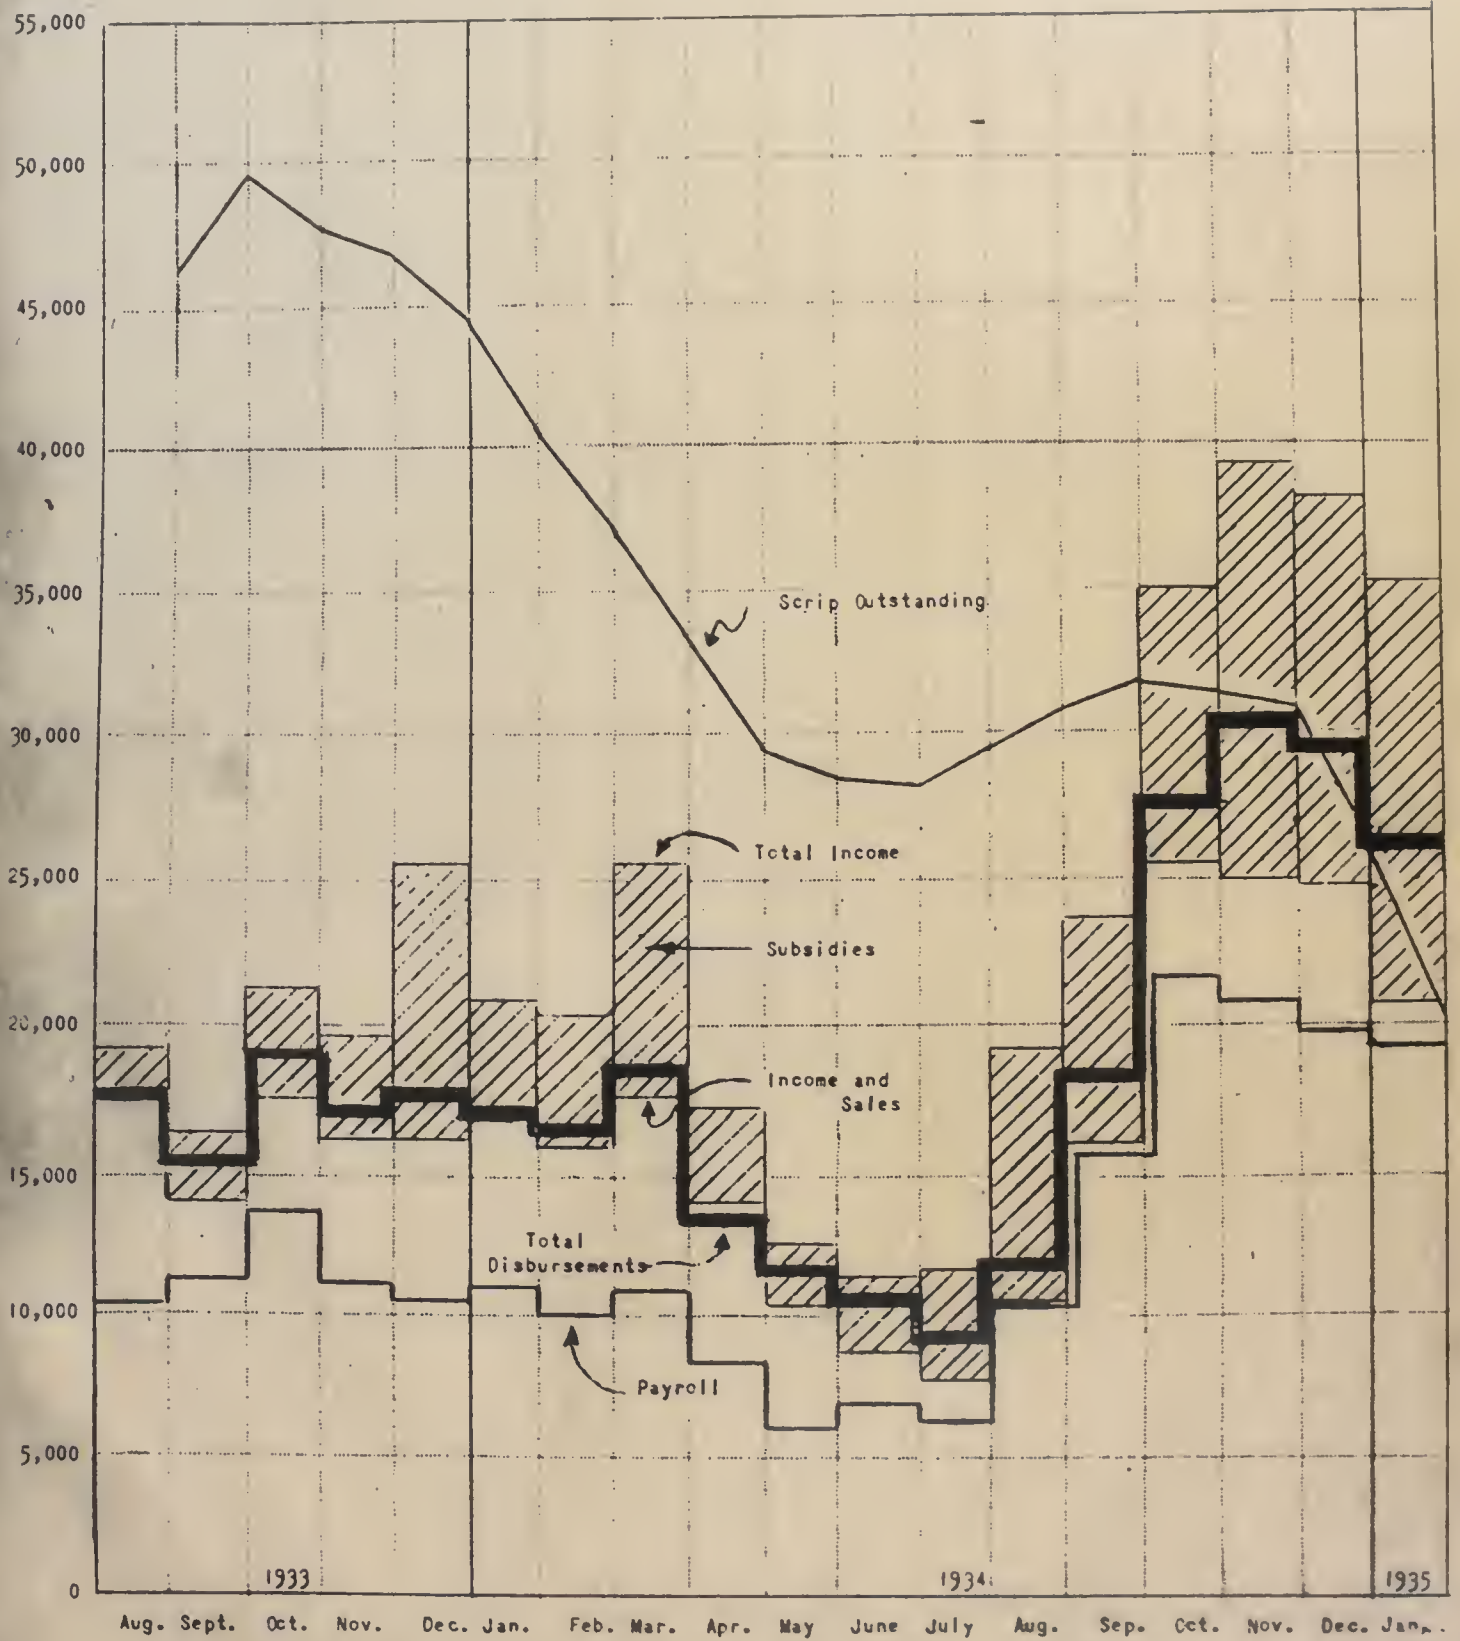 55,000
50,000
45,000
40,000
35,000
30,000
25,000
20,000
15,000
10,000
5,000
0
Scrip Outstanding
Total Income
Subsidies
Income and
Sales
Total
Disbursements
Payroll
1933
1934
1935
Aug. Sept. Oct. Nov. Dec. Jan. Feb. Mar. Apr. May June July Aug. Sep. Oct. Nov. Dec. Jan.